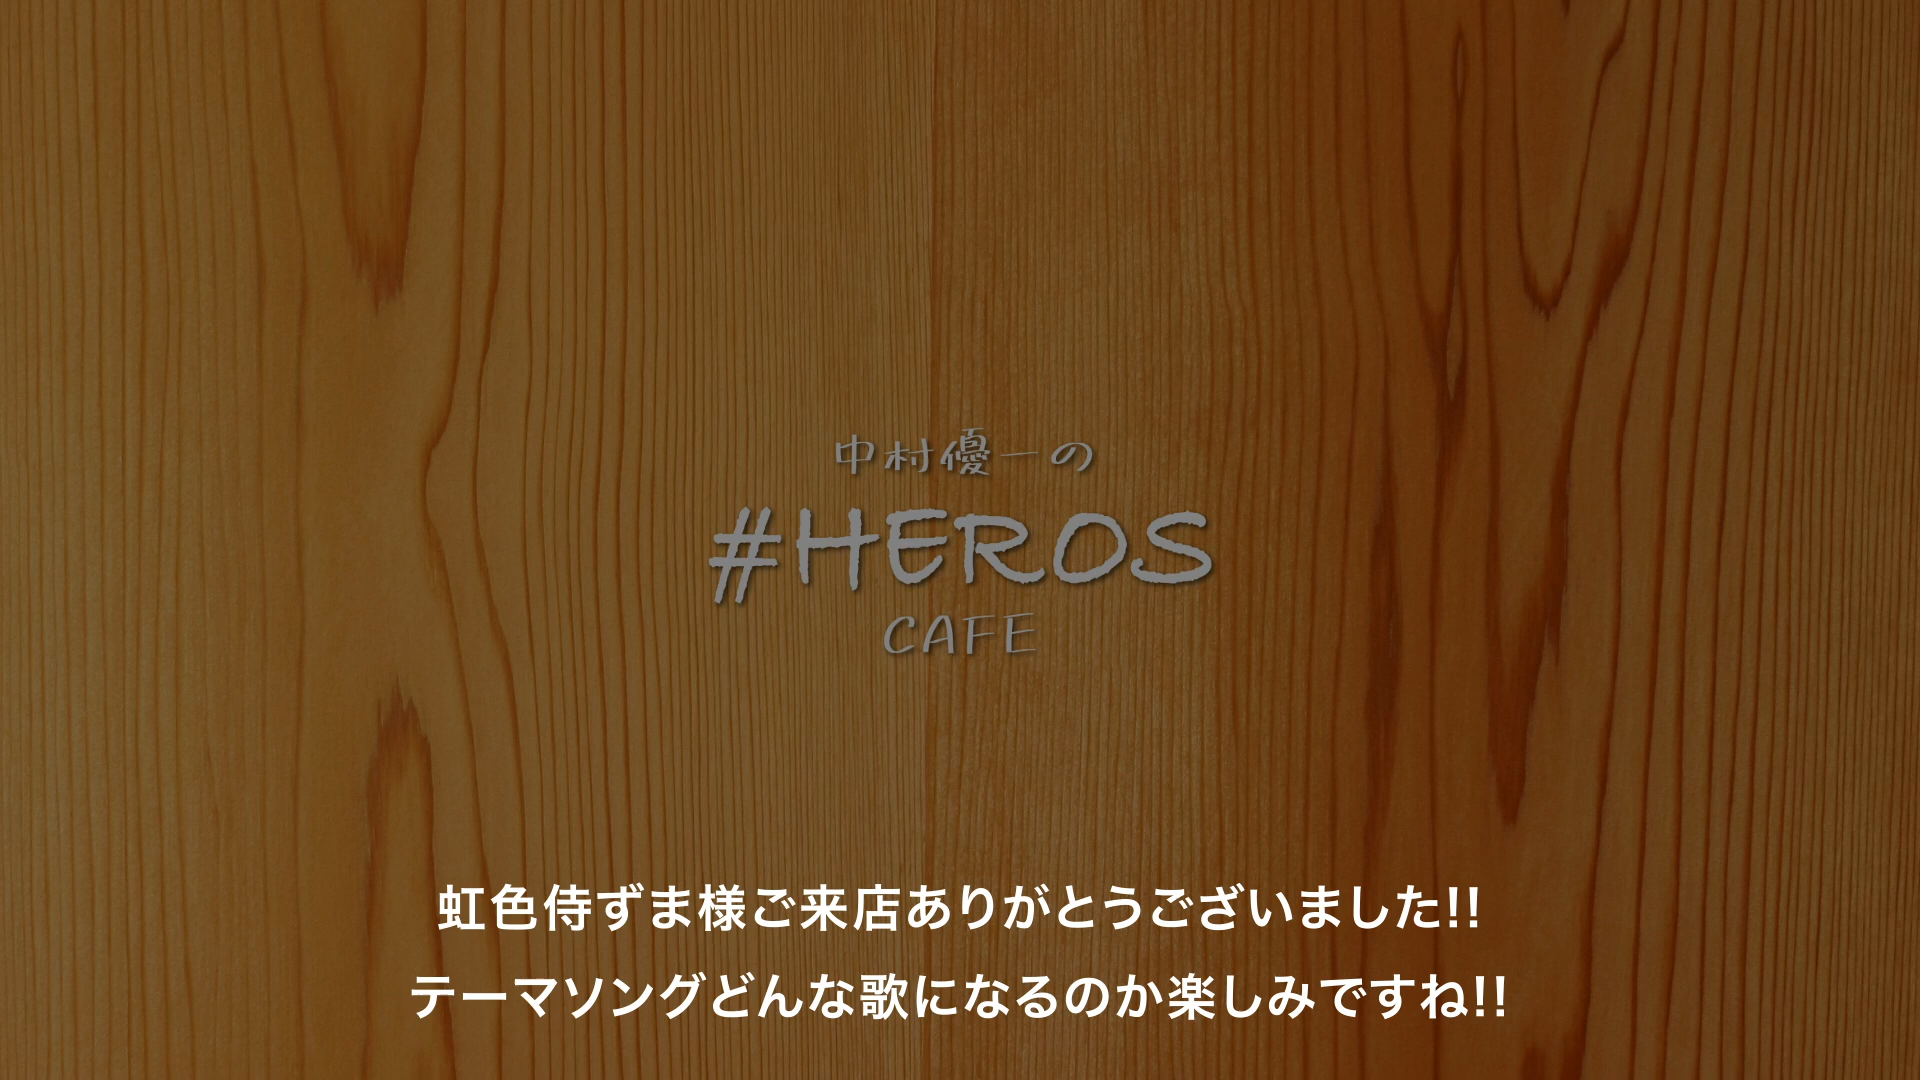 中村優一の
#HEROS
CAFE
虹色侍ずま様ご来店ありがとうございました!!
テーマソングどんな歌になるのか楽しみですね!!